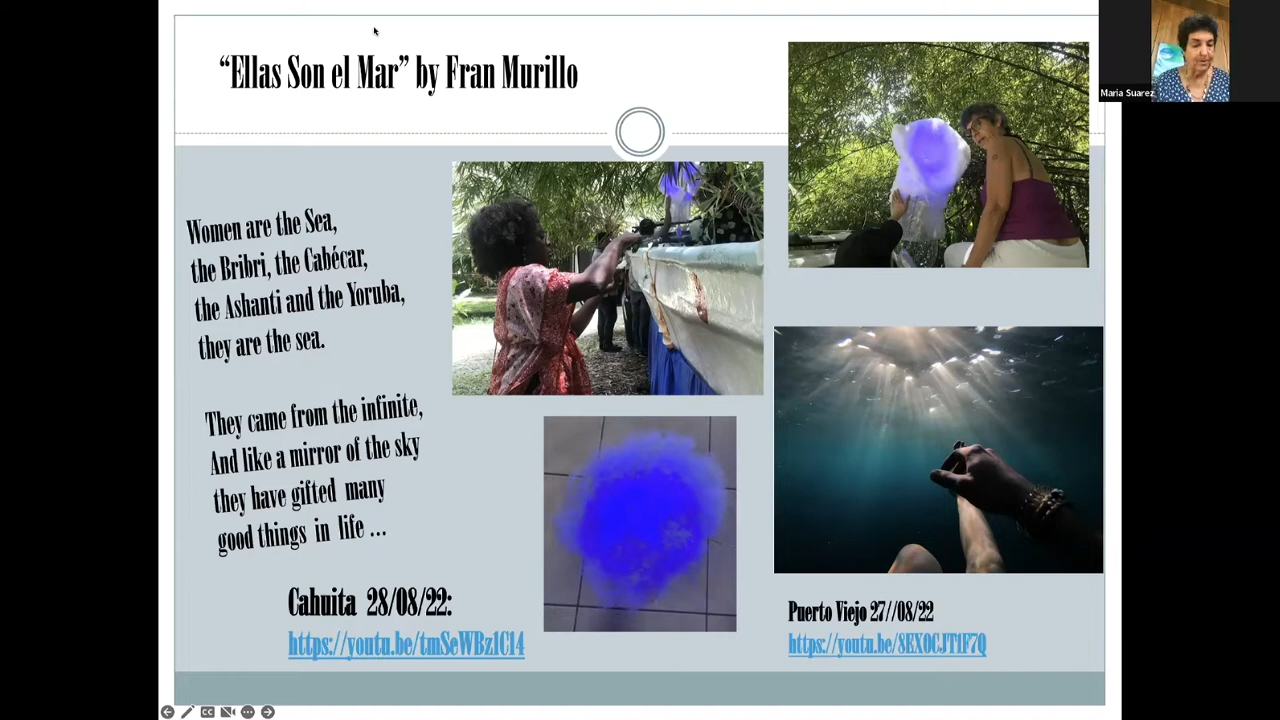 “Ellas Son el Mar” by Fran Murillo
Maria Suarez
Women are the Sea,
the Bribri, the Cabécar,
the Ashanti and the Yoruba,
they are the sea.
They came from the infinite,
And like a mirror of the sky
they have gifted many
good things in life ...
Cahuita 28/08/22:
https://youtu.be/tmSeWBz1C14
Puerto Viejo 27//08/22
https://youtu.be/8EXOCJT1F7Q